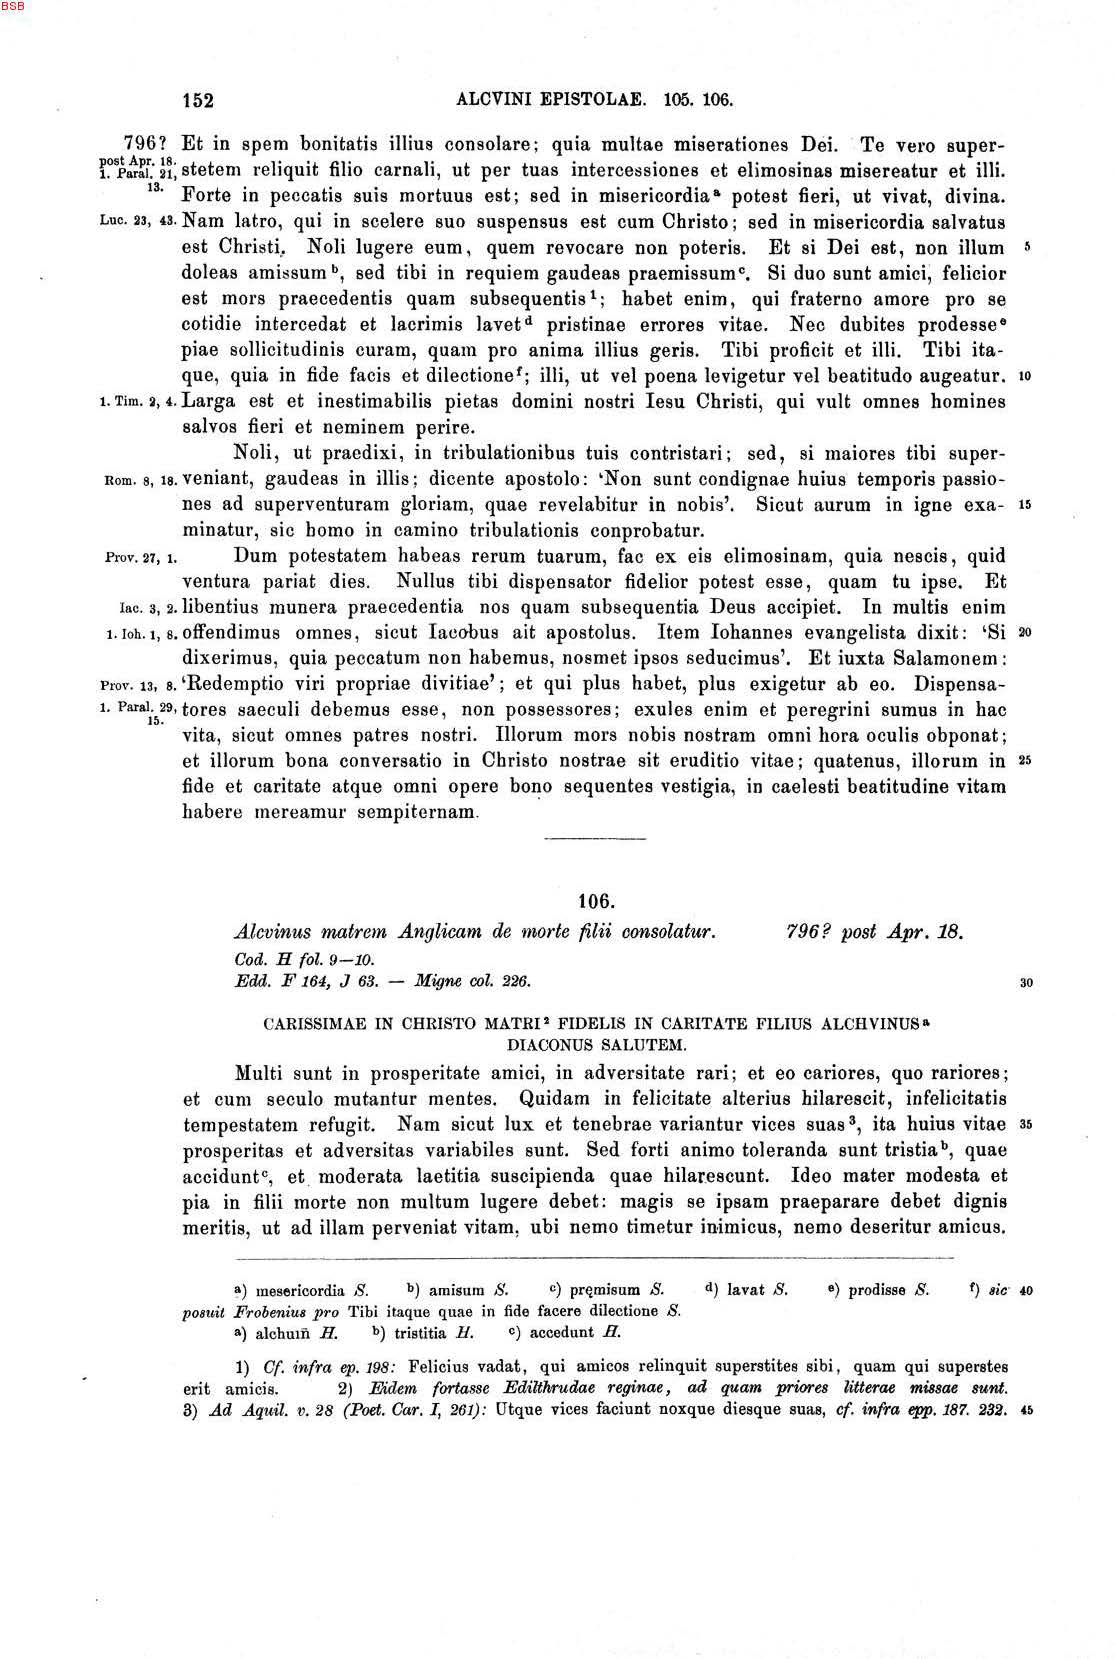 BSB
152 ALCVINI EPISTOLAE. 105. 106.
796? Et in spem bonitatis illius consolare; quia multae miserationes Dei. Te vero super-
post Apr. 18.
1. Paral. 21, stetem reliquit filio carnali, ut per tuas intercessiones et elimosinas misereatur et illi.
13. Forte in peccatis suis mortuus est; sed in misericordia a potest fieri, ut vivat, divina.
Luc. 23, 43. Nam latro, qui in scelere suo suspensus est cum Christo; sed in misericordia salvatus
est Christi. Noli lugere eum, quem revocare non poteris. Et si Dei est, non illum 5
doleas amissum b, sed tibi in requiem gaudeas praemissum c. Si duo sunt amici, felicior
est mors praecedentis quam subsequentis 1; habet enim, qui fraterno amore pro se
cotidie intercedat et lacrimis lavet d pristinae errores vitae. Nec dubites prodesse e
piae sollicitudinis curam, quam pro anima illius geris. Tibi proficit et illi. Tibi ita-
que, quia in fide facis et dilectione f; illi, ut vel poena levigetur vel beatitudo augeatur. 10
1. Tim. 2, 4. Larga est et inestimabilis pietas domini nostri Iesu Christi, qui vult omnes homines
salvos fieri et neminem perire.
Noli, ut praedixi, in tribulationibus tuis contristari; sed, si maiores tibi super-
Rom. 8, 18. veniant, gaudeas in illis; dicente apostolo: ‘Non sunt condignae huius temporis passio-
nes ad superventuram gloriam, quae revelabitur in nobis’. Sicut aurum in igne exa- 15
minatur, sic homo in camino tribulationis conprobatur.
Prov. 27, 1. Dum potestatem habeas rerum tuarum, fac ex eis elimosinam, quia nescis, quid
ventura pariat dies. Nullus tibi dispensator fidelior potest esse, quam tu ipse. Et
Iac. 3, 2. libentius munera praecedentia nos quam subsequentia Deus accipiet. In multis enim
1. Ioh. 1, 8. offendimus omnes, sicut Iacobus ait apostolus. Item Iohannes evangelista dixit: ‘Si 20
dixerimus, quia peccatum non habemus, nosmet ipsos seducimus’. Et iuxta Salamonem:
Prov. 13, 8. ‘Redemptio viri propriae divitiae’; et qui plus habet, plus exigetur ab eo. Dispensa-
1. Paral. 29, tores saeculi debemus esse, non possessores; exules enim et peregrini sumus in hac
15.
vita, sicut omnes patres nostri. Illorum mors nobis nostram omni hora oculis obponat;
et illorum bona conversatio in Christo nostrae sit eruditio vitae; quatenus, illorum in 25
fide et caritate atque omni opere bono sequentes vestigia, in caelesti beatitudine vitam
habere mereamur sempiternam.
106.
Alcvinus matrem Anglicam de morte filii consolatur. 796? post Apr. 18.
Cod. H fol. 9—10.
Edd. F 164, J 63. — Migne col. 226. 30
CARISSIMAE IN CHRISTO MATRI 2 FIDELIS IN CARITATE FILIUS ALCHVINUS a
DIACONUS SALUTEM.
Multi sunt in prosperitate amici, in adversitate rari; et eo cariores, quo rariores;
et cum seculo mutantur mentes. Quidam in felicitate alterius hilarescit, infelicitatis
tempestatem refugit. Nam sicut lux et tenebrae variantur vices suas 3, ita huius vitae 35
prosperitas et adversitas variabiles sunt. Sed forti animo toleranda sunt tristia b, quae
accidunt c, et moderata laetitia suscipienda quae hilarescunt. Ideo mater modesta et
pia in filii morte non multum lugere debet: magis se ipsam praeparare debet dignis
meritis, ut ad illam perveniat vitam, ubi nemo timetur inimicus, nemo deseritur amicus.
a) mesericordia S. b) amisum S. c) pręmisum S. d) lavat S. e) prodisse S. f) sic 40
posuit Frobenius pro Tibi itaque quae in fide facere dilectione S.
a) alchuiñ H. b) tristitia H. c) accedunt H.
1) Cf. infra ep. 198: Felicius vadat, qui amicos relinquit superstites sibi, quam qui superstes
erit amicis. 2) Eidem fortasse Edilthrudae reginae, ad quam priores litterae missae sunt.
3) Ad Aquil. v. 28 (Poet. Car. I, 261): Utque vices faciunt noxque diesque suas, cf. infra epp. 187. 232. 45